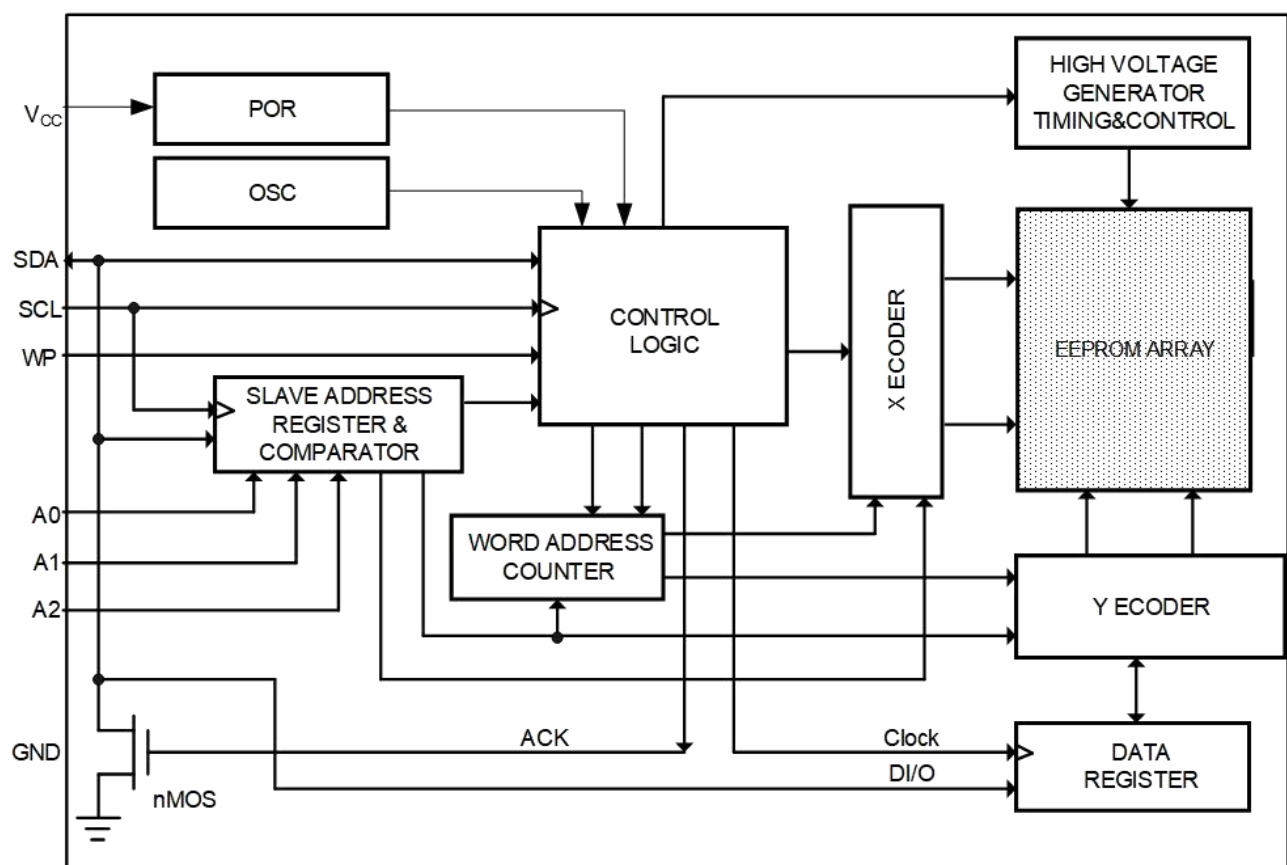 HIGH VOLTAGE
GENERATOR
TIMING&CONTROL
VCC
POR
OSC
SDA
SCL
WP
CONTROL
LOGIC
X ECODER
EEPROM ARRAY
SLAVE ADDRESS
REGISTER &
COMPARATOR
A0
A1
A2
WORD ADDRESS
COUNTER
Y ECODER
GND
ACK
Clock
DI/O
DATA
REGISTER
nMOS